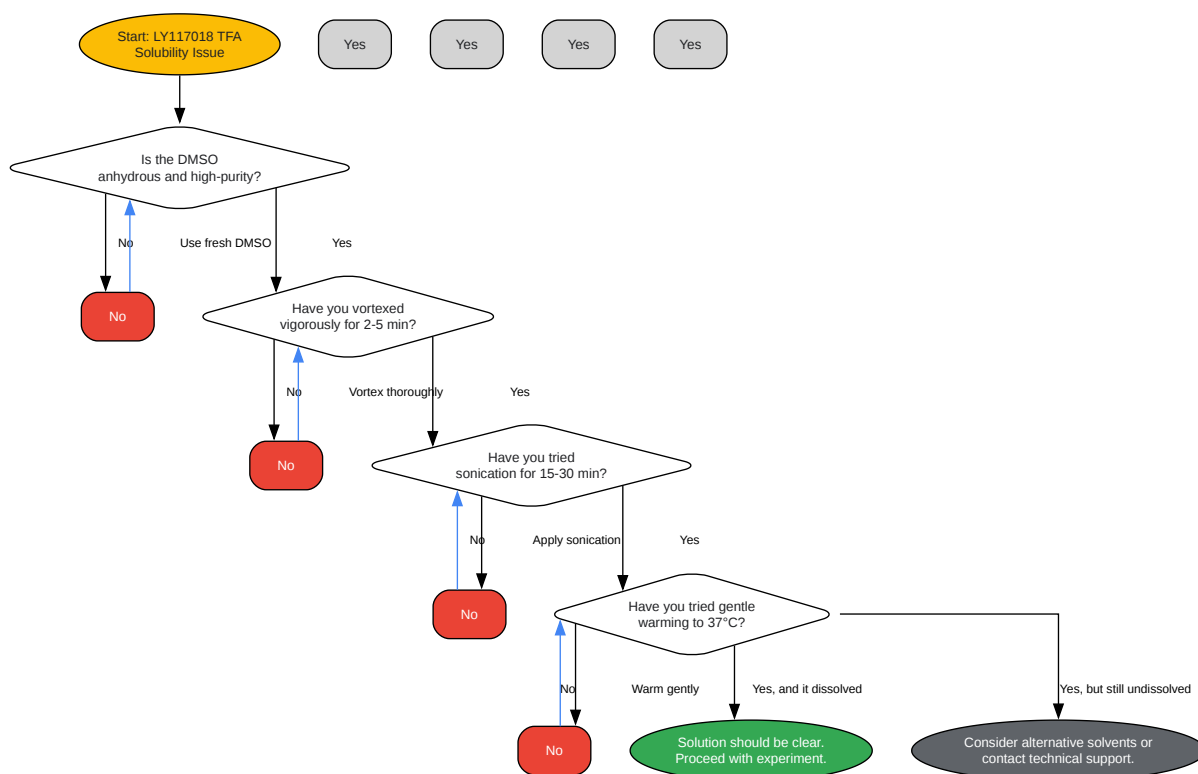 Start: LY117018 TFA
Solubility Issue
Yes
Yes
Yes
Yes
Is the DMSO
anhydrous and high-purity?
No
Use fresh DMSO
Yes
No
Have you vortexed
vigorously for 2-5 min?
No
Vortex thoroughly
Yes
No
Have you tried
sonication for 15-30 min?
No
Apply sonication
Yes
No
Have you tried gentle
warming to 37°C?
No
Warm gently
Yes, and it dissolved
Yes, but still undissolved
No
Solution should be clear.
Proceed with experiment.
Consider alternative solvents or
contact technical support.